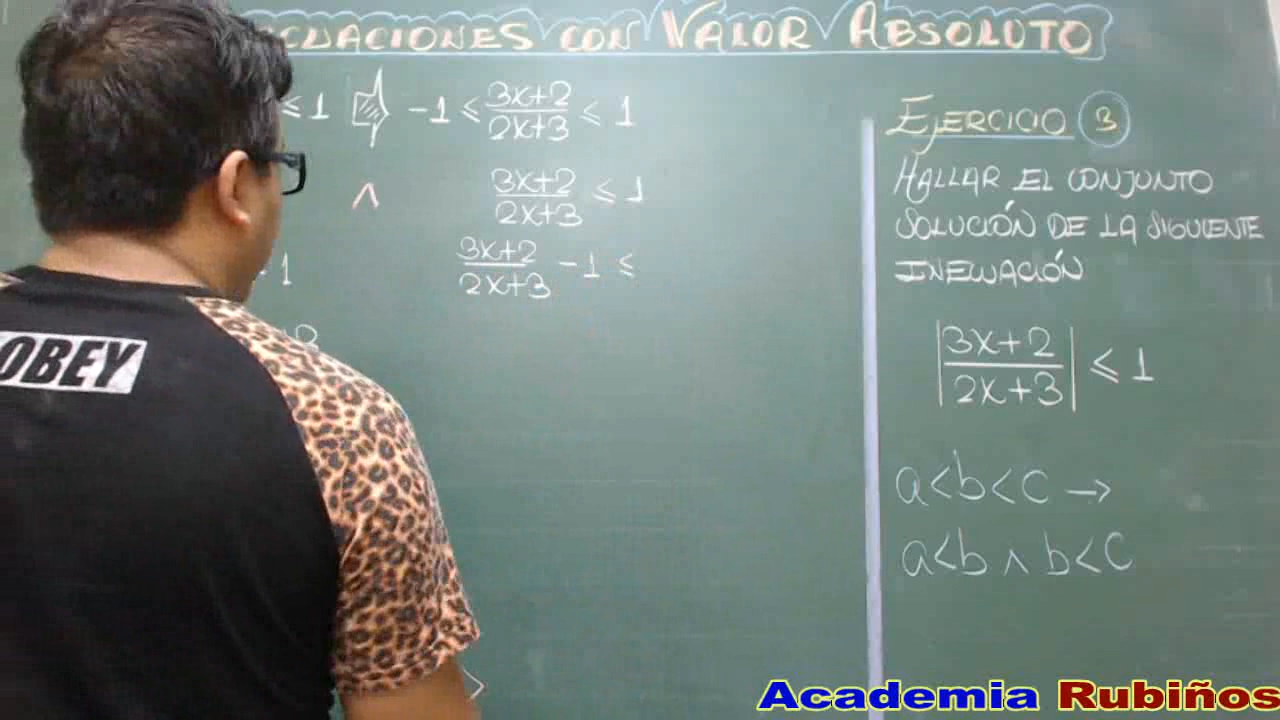 ECUACIONES CON VALOR ABSOLUTO
≤ 1 ⇒ -1 ≤ (3x+2)/(2x+3) ≤ 1
∧ (3x+2)/(2x+3) ≤ 1
1 (3x+2)/(2x+3) - 1 ≤
OBEY
EJERCICIO 3
HALLAR EL CONJUNTO
SOLUCIÓN DE LA SIGUIENTE
INECUACIÓN
|(3x+2)/(2x+3)| ≤ 1
a<b<c →
a<b ∧ b<c
Academia Rubiños